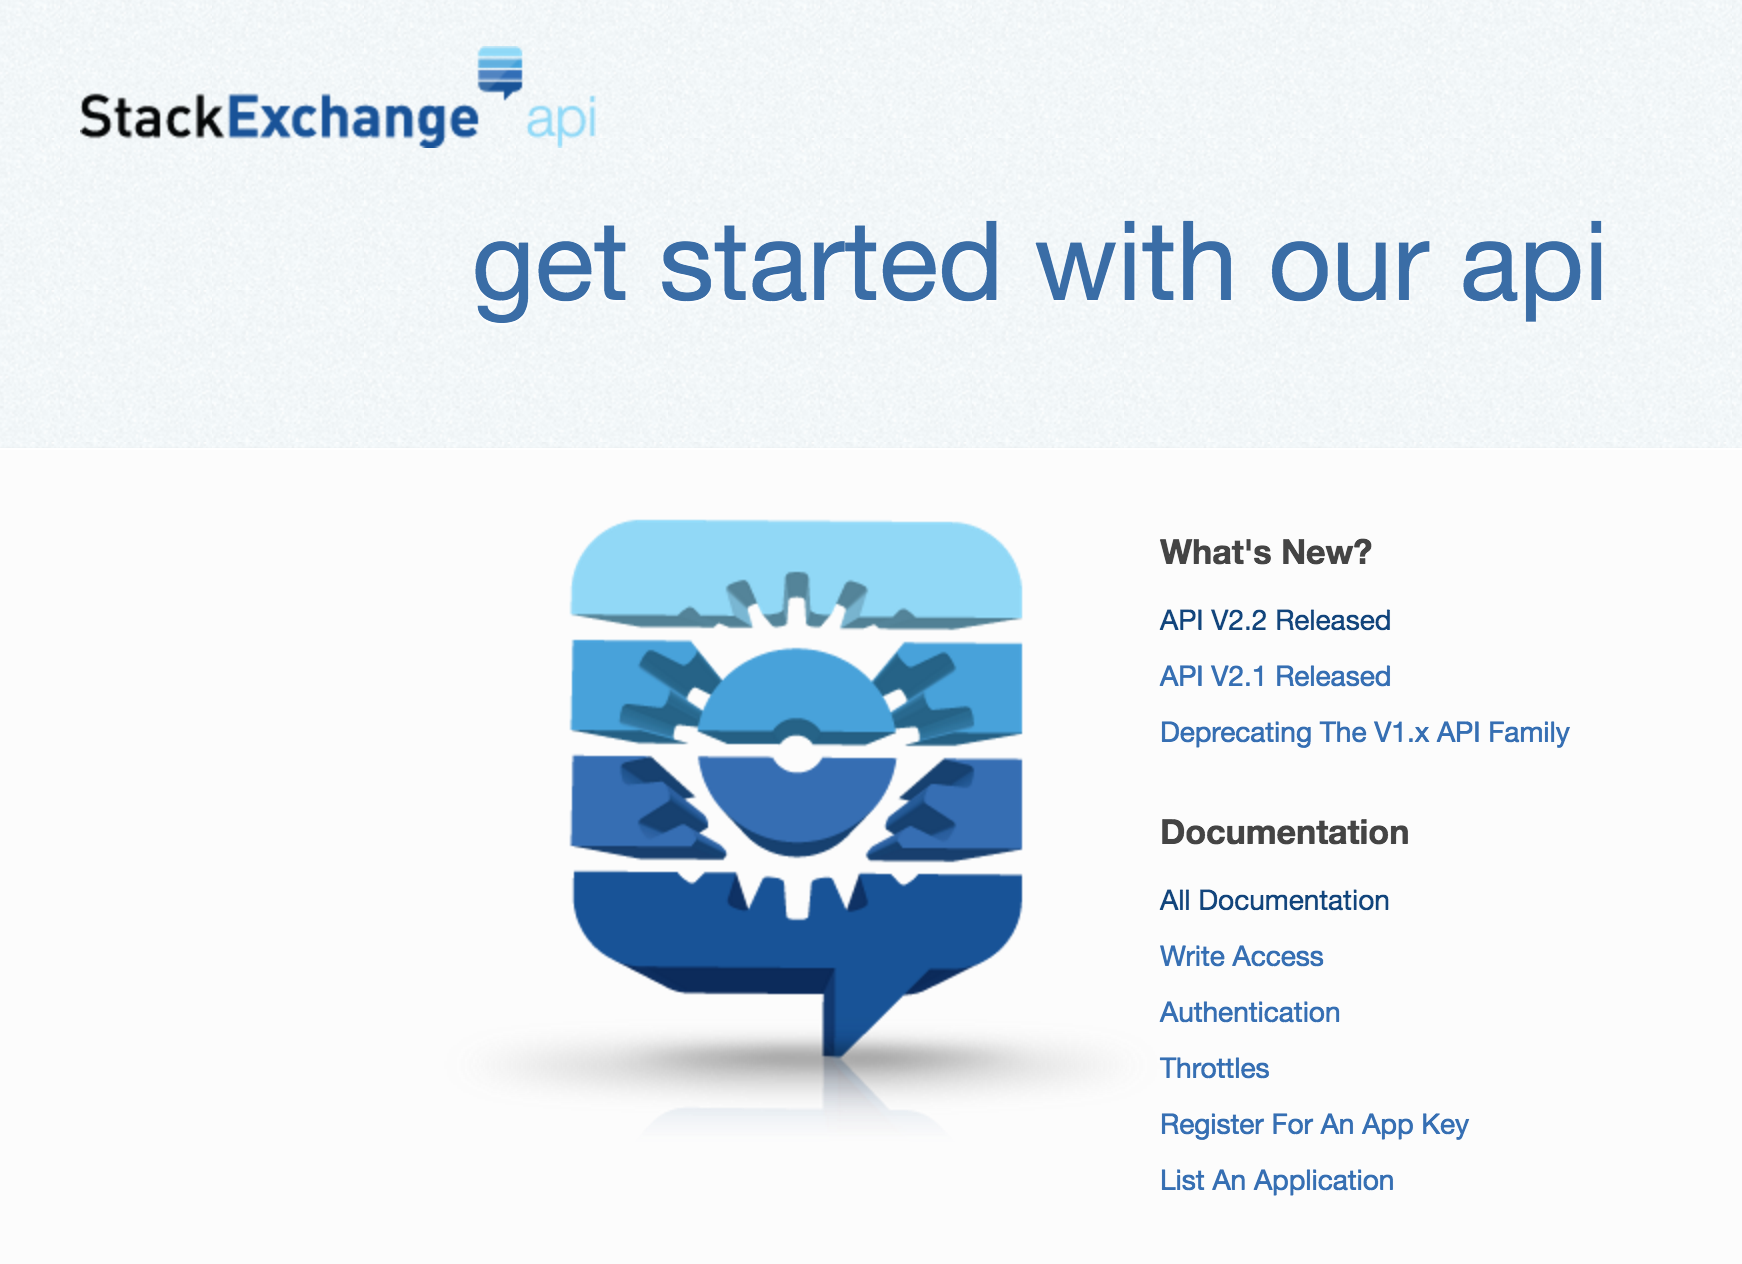 StackExchange api
get started with our api
What's New?
API V2.2 Released
API V2.1 Released
Deprecating The V1.x API Family
Documentation
All Documentation
Write Access
Authentication
Throttles
Register For An App Key
List An Application